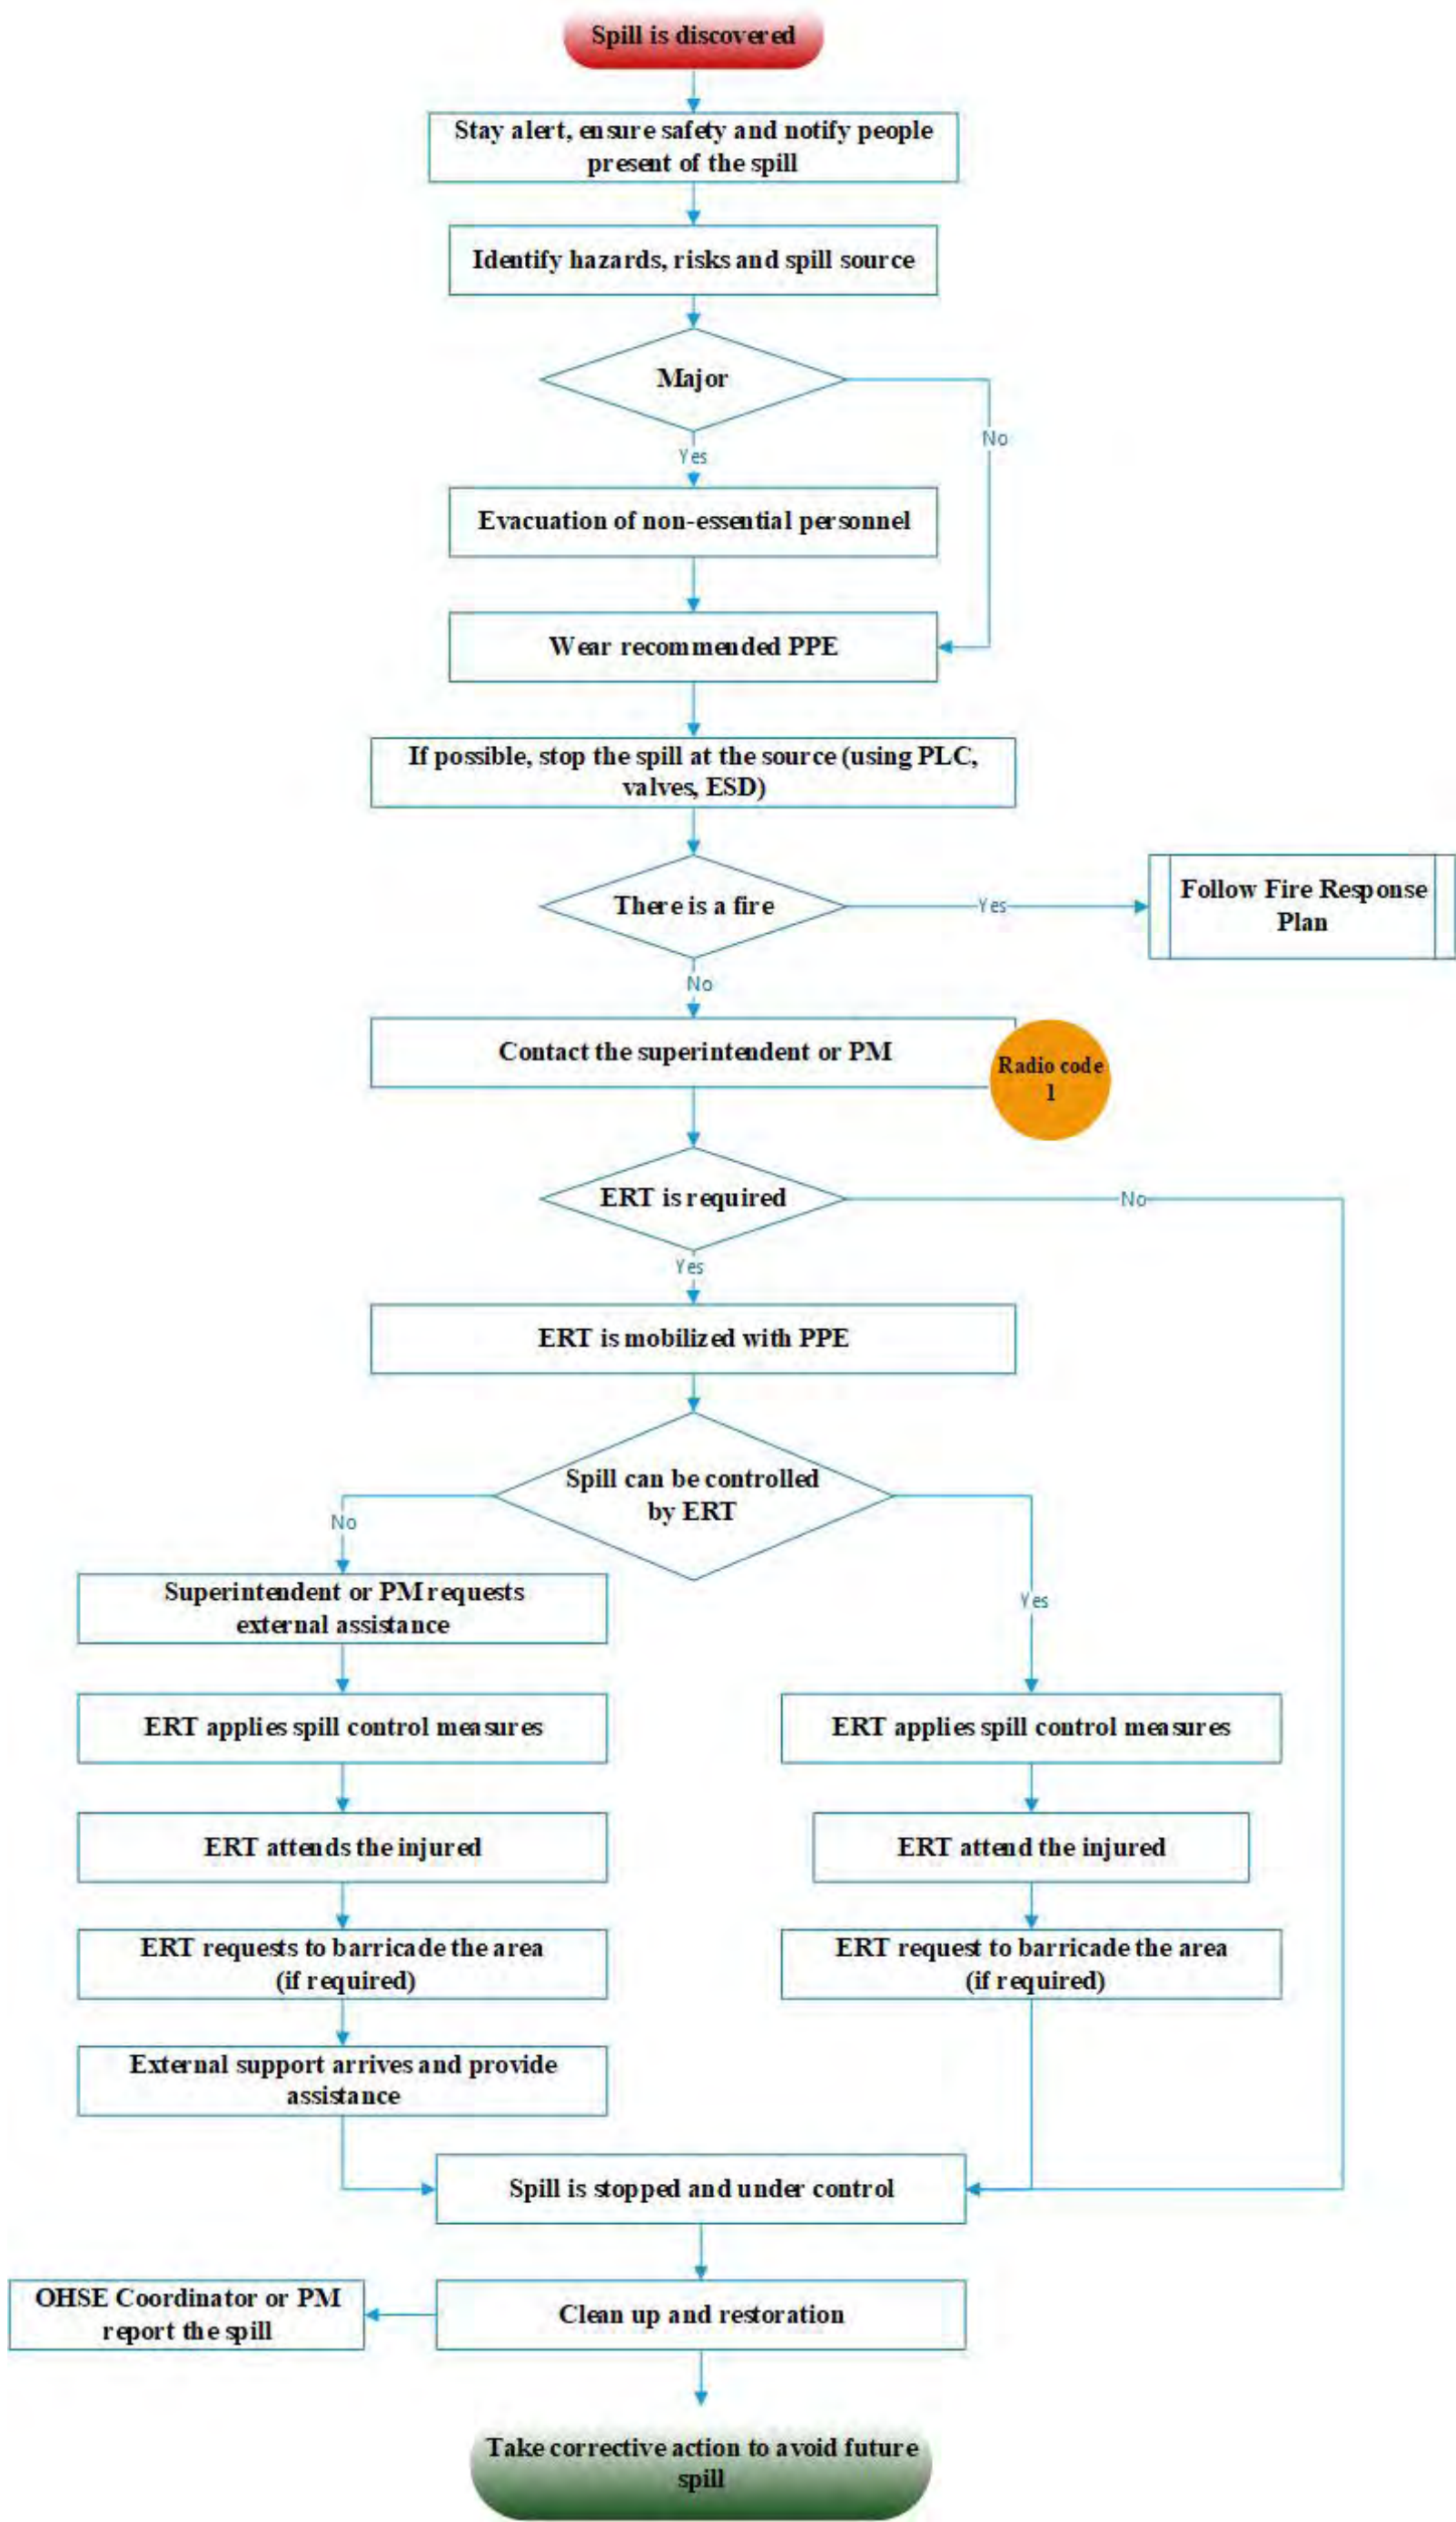 Spill is discovered
Stay alert, ensure safety and notify people
present of the spill
Identify hazards, risks and spill source
Major
No
Yes
Evacuation of non-essential personnel
Wear recommended PPE
If possible, stop the spill at the source (using PLC,
valves, ESD)
There is a fire
Yes
Follow Fire Response
Plan
No
Contact the superintendent or PM
Radio code
1
ERT is required
No
Yes
ERT is mobilized with PPE
Spill can be controlled
by ERT
No
Yes
Superintendent or PM requests
external assistance
ERT applies spill control measures
ERT applies spill control measures
ERT attends the injured
ERT attend the injured
ERT requests to barricade the area
(if required)
ERT request to barricade the area
(if required)
External support arrives and provide
assistance
Spill is stopped and under control
OHSE Coordinator or PM
report the spill
Clean up and restoration
Take corrective action to avoid future
spill